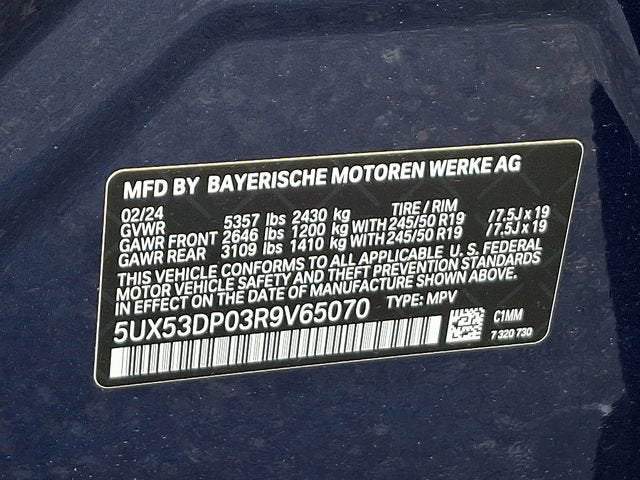 MFD BY BAYERISCHE MOTOREN WERKE AG
02/24 TIRE / RIM
GVWR 5357 lbs 2430 kg
GAWR FRONT 2646 lbs 1200 kg WITH 245/50 R19 /7.5J x 19
GAWR REAR 3109 lbs 1410 kg WITH 245/50 R19 /7.5J x 19
THIS VEHICLE CONFORMS TO ALL APPLICABLE U.S. FEDERAL
MOTOR VEHICLE SAFETY AND THEFT PREVENTION STANDARDS
IN EFFECT ON THE DATE OF MANUFACTURE SHOWN ABOVE.
5UX53DP03R9V65070 TYPE: MPV
C1MM
7 320 730